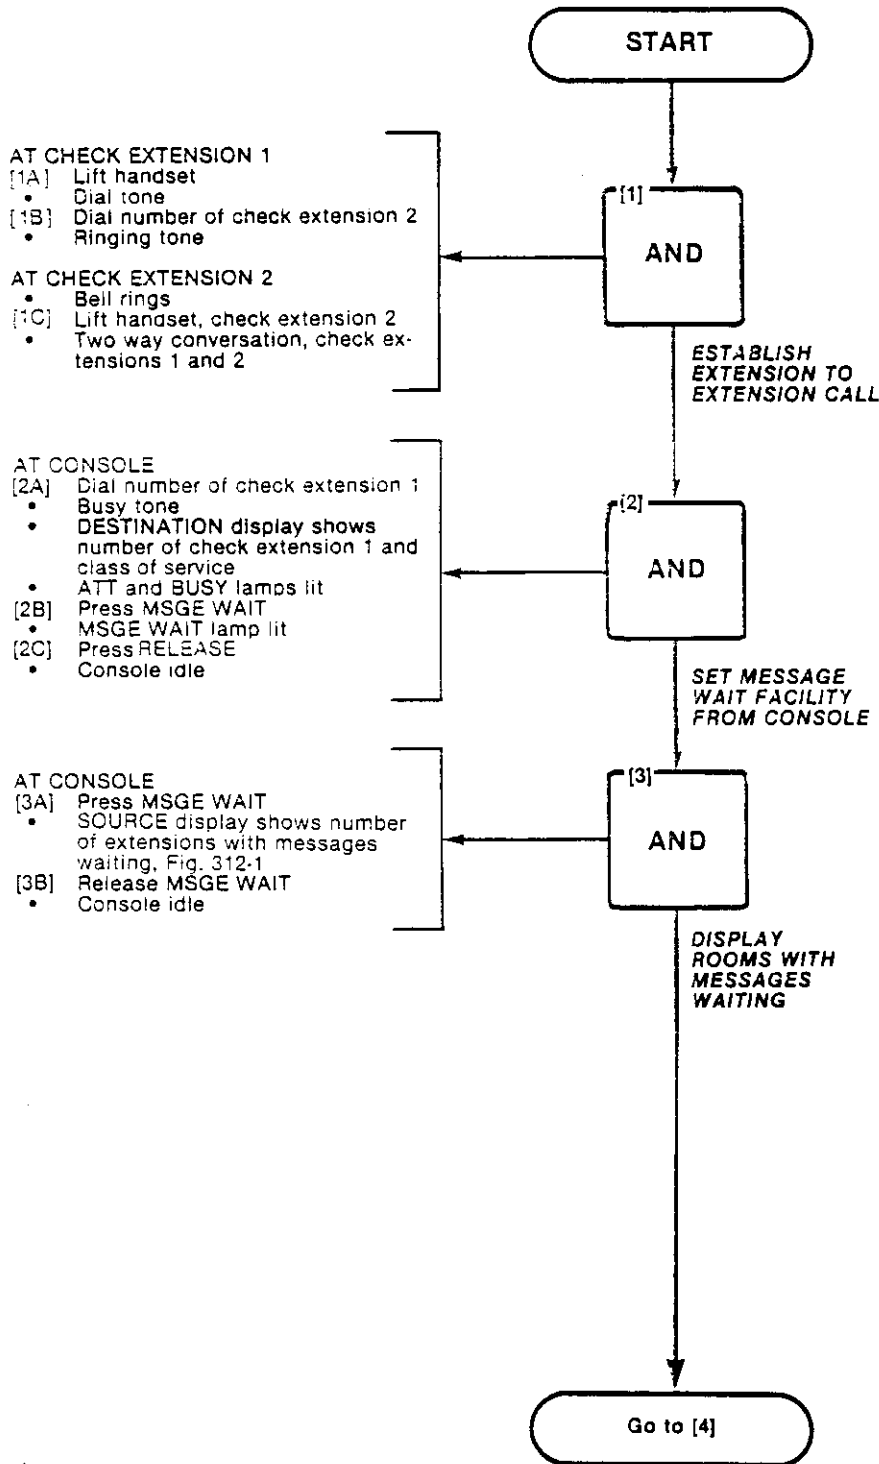 START
AT CHECK EXTENSION 1
[1A] Lift handset
• Dial tone
[1B] Dial number of check extension 2
• Ringing tone
AT CHECK EXTENSION 2
• Bell rings
[1C] Lift handset, check extension 2
• Two way conversation, check ex-
tensions 1 and 2
[1]
AND
ESTABLISH
EXTENSION TO
EXTENSION CALL
AT CONSOLE
[2A] Dial number of check extension 1
• Busy tone
• DESTINATION display shows
number of check extension 1 and
class of service
• ATT and BUSY lamps lit
[2B] Press MSGE WAIT
• MSGE WAIT lamp lit
[2C] Press RELEASE
• Console idle
[2]
AND
SET MESSAGE
WAIT FACILITY
FROM CONSOLE
AT CONSOLE
[3A] Press MSGE WAIT
• SOURCE display shows number
of extensions with messages
waiting, Fig. 312-1
[3B] Release MSGE WAIT
• Console idle
[3]
AND
DISPLAY
ROOMS WITH
MESSAGES
WAITING
Go to [4]